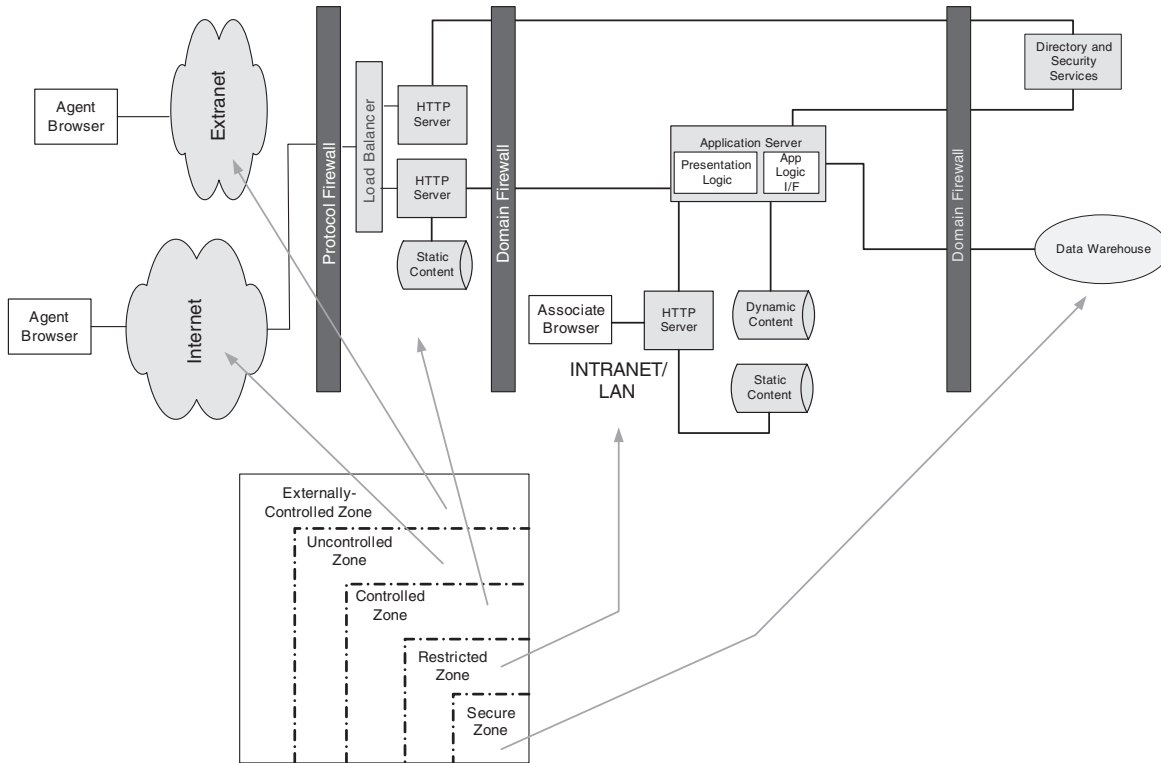 Agent
Browser
Extranet
Agent
Browser
Internet
Protocol Firewall
Load Balancer
HTTP
Server
HTTP
Server
Static
Content
Domain Firewall
Application Server
Presentation
Logic
App
Logic
I/F
Associate
Browser
HTTP
Server
Dynamic
Content
Static
Content
INTRANET/
LAN
Domain Firewall
Directory and
Security
Services
Data Warehouse
Externally-
Controlled Zone
Uncontrolled
Zone
Controlled
Zone
Restricted
Zone
Secure
Zone